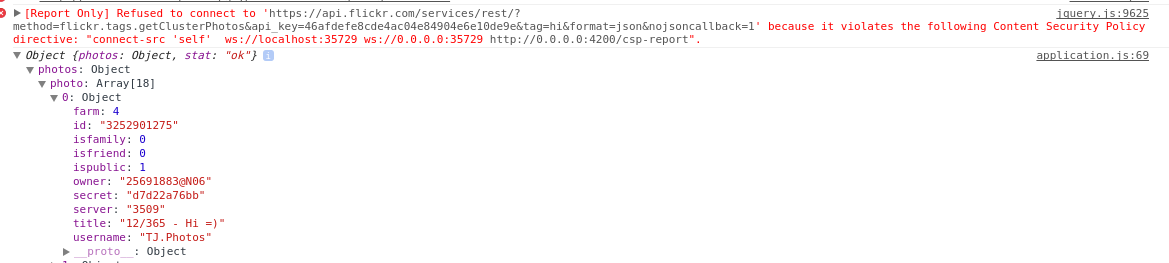 [Report Only] Refused to connect to 'https://api.flickr.com/services/rest/? jquery.js:9625
method=flickr.tags.getClusterPhotos&api_key=46afdefe8cde4ac04e84904e6e10de9e&tag=hi&format=json&nojsoncallback=1' because it violates the following Content Security Policy
directive: "connect-src 'self'  ws://localhost:35729 ws://0.0.0.0:35729 http://0.0.0.0:4200/csp-report".
Object {photos: Object, stat: "ok"} i application.js:69
photos: Object
photo: Array[18]
0: Object
farm: 4
id: "3252901275"
isfamily: 0
isfriend: 0
ispublic: 1
owner: "25691883@N06"
secret: "d7d22a76bb"
server: "3509"
title: "12/365 - Hi =)"
username: "TJ.Photos"
__proto__: Object